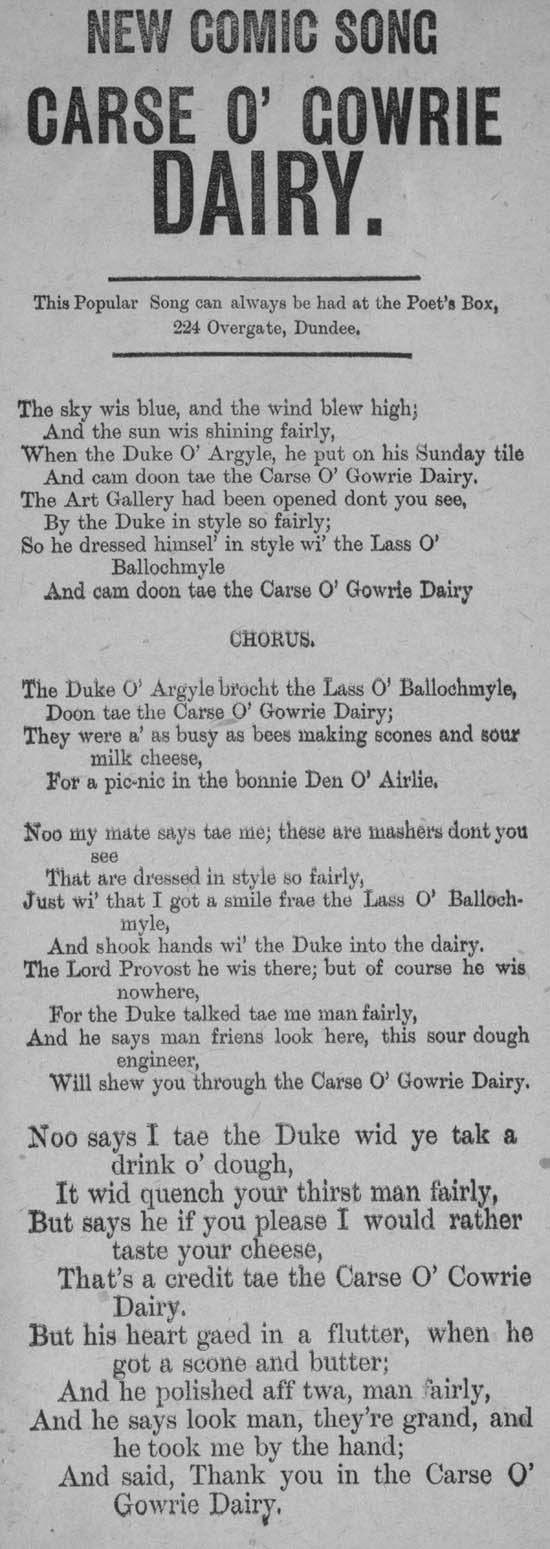 NEW COMIC SONG
CARSE O' GOWRIE
DAIRY.
This Popular Song can always be had at the Poet's Box,
224 Overgate, Dundee.
The sky wis blue, and the wind blew high;
And the sun wis shining fairly,
When the Duke O' Argyle, he put on his Sunday tile
And cam doon tae the Carse O' Gowrie Dairy.
The Art Gallery had been opened dont you see,
By the Duke in style so fairly;
So he dressed himsel' in style wi' the Lass O'
Ballochmyle
And cam doon tae the Carse O' Gowrie Dairy
CHORUS.
The Duke O' Argyle brocht the Lass O' Ballochmyle,
Doon tae the Carse O' Gowrie Dairy;
They were a' as busy as bees making scones and sour
milk cheese,
For a pic-nic in the bonnie Den O' Airlie.
Noo my mate says tae me; these are mashers dont you
see
That are dressed in style so fairly,
Just wi' that I got a smile frae the Lass O' Balloch-
myle,
And shook hands wi' the Duke into the dairy.
The Lord Provost he wis there; but of course he wis
nowhere,
For the Duke talked tae me man fairly,
And he says man friens look here, this sour dough
engineer,
Will shew you through the Carse O' Gowrie Dairy.
Noo says I tae the Duke wid ye tak a
drink o' dough,
It wid quench your thirst man fairly,
But says he if you please I would rather
taste your cheese,
That's a credit tae the Carse O' Cowrie
Dairy.
But his heart gaed in a flutter, when he
got a scone and butter;
And he polished aff twa, man fairly,
And he says look man, they're grand, and
he took me by the hand;
And said, Thank you in the Carse O'
Gowrie Dairy.